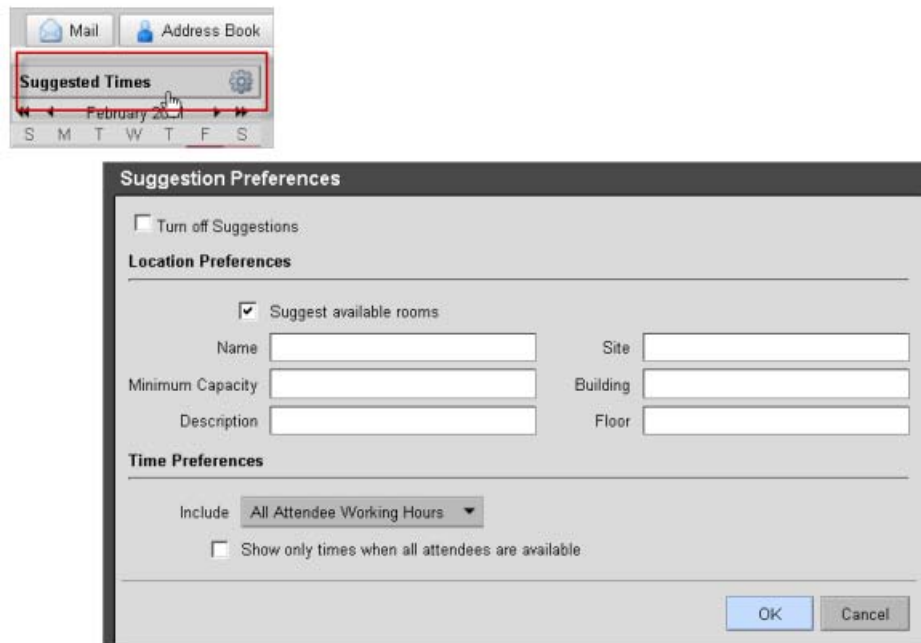 Mail Address Book
Suggested Times
February
S M T W T F S
Suggestion Preferences
Turn off Suggestions
Location Preferences
Suggest available rooms
Name Site
Minimum Capacity Building
Description Floor
Time Preferences
Include All Attendee Working Hours
Show only times when all attendees are available
OK Cancel